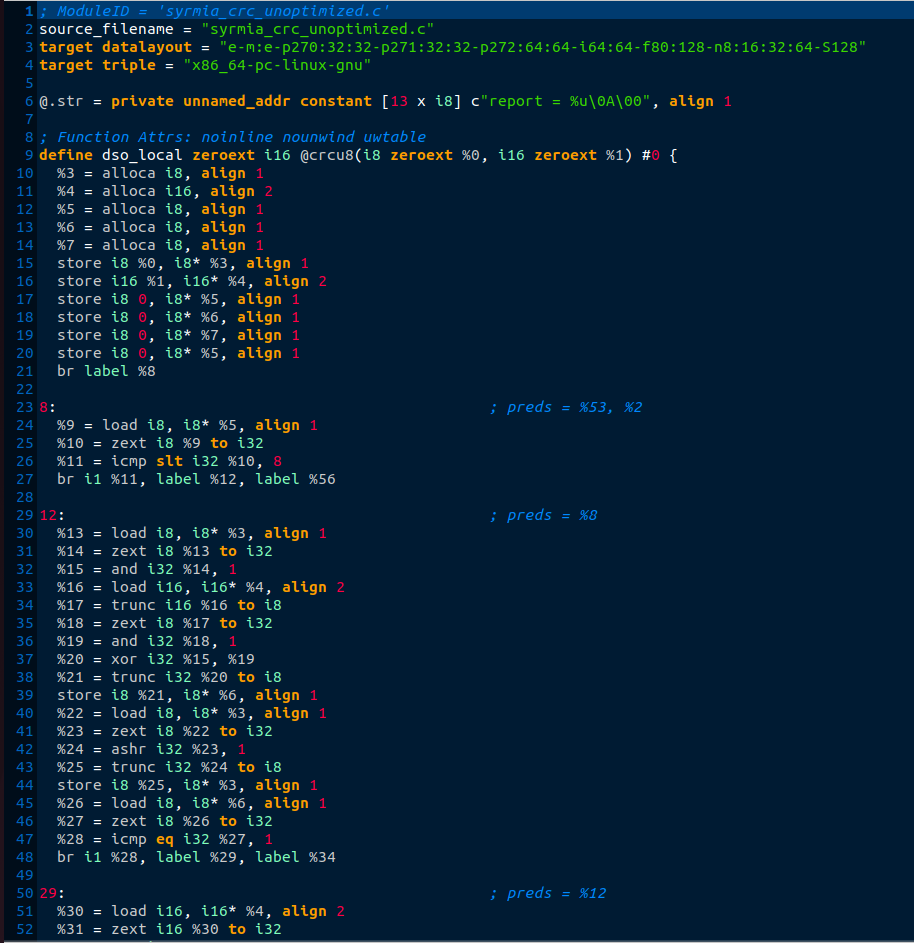 1 ; ModuleID = 'syrmia_crc_unoptimized.c'
2 source_filename = "syrmia_crc_unoptimized.c"
3 target datalayout = "e-m:e-p270:32:32-p271:32:32-p272:64:64-i64:64-f80:128-n8:16:32:64-S128"
4 target triple = "x86_64-pc-linux-gnu"
5
6 @.str = private unnamed_addr constant [13 x i8] c"report = %u\0A\00", align 1
7
8 ; Function Attrs: noinline nounwind uwtable
9 define dso_local zeroext i16 @crcu8(i8 zeroext %0, i16 zeroext %1) #0 {
10   %3 = alloca i8, align 1
11   %4 = alloca i16, align 2
12   %5 = alloca i8, align 1
13   %6 = alloca i8, align 1
14   %7 = alloca i8, align 1
15   store i8 %0, i8* %3, align 1
16   store i16 %1, i16* %4, align 2
17   store i8 0, i8* %5, align 1
18   store i8 0, i8* %6, align 1
19   store i8 0, i8* %7, align 1
20   store i8 0, i8* %5, align 1
21   br label %8
22
23 8:                                                ; preds = %53, %2
24   %9 = load i8, i8* %5, align 1
25   %10 = zext i8 %9 to i32
26   %11 = icmp slt i32 %10, 8
27   br i1 %11, label %12, label %56
28
29 12:                                               ; preds = %8
30   %13 = load i8, i8* %3, align 1
31   %14 = zext i8 %13 to i32
32   %15 = and i32 %14, 1
33   %16 = load i16, i16* %4, align 2
34   %17 = trunc i16 %16 to i8
35   %18 = zext i8 %17 to i32
36   %19 = and i32 %18, 1
37   %20 = xor i32 %15, %19
38   %21 = trunc i32 %20 to i8
39   store i8 %21, i8* %6, align 1
40   %22 = load i8, i8* %3, align 1
41   %23 = zext i8 %22 to i32
42   %24 = ashr i32 %23, 1
43   %25 = trunc i32 %24 to i8
44   store i8 %25, i8* %3, align 1
45   %26 = load i8, i8* %6, align 1
46   %27 = zext i8 %26 to i32
47   %28 = icmp eq i32 %27, 1
48   br i1 %28, label %29, label %34
49
50 29:                                               ; preds = %12
51   %30 = load i16, i16* %4, align 2
52   %31 = zext i16 %30 to i32